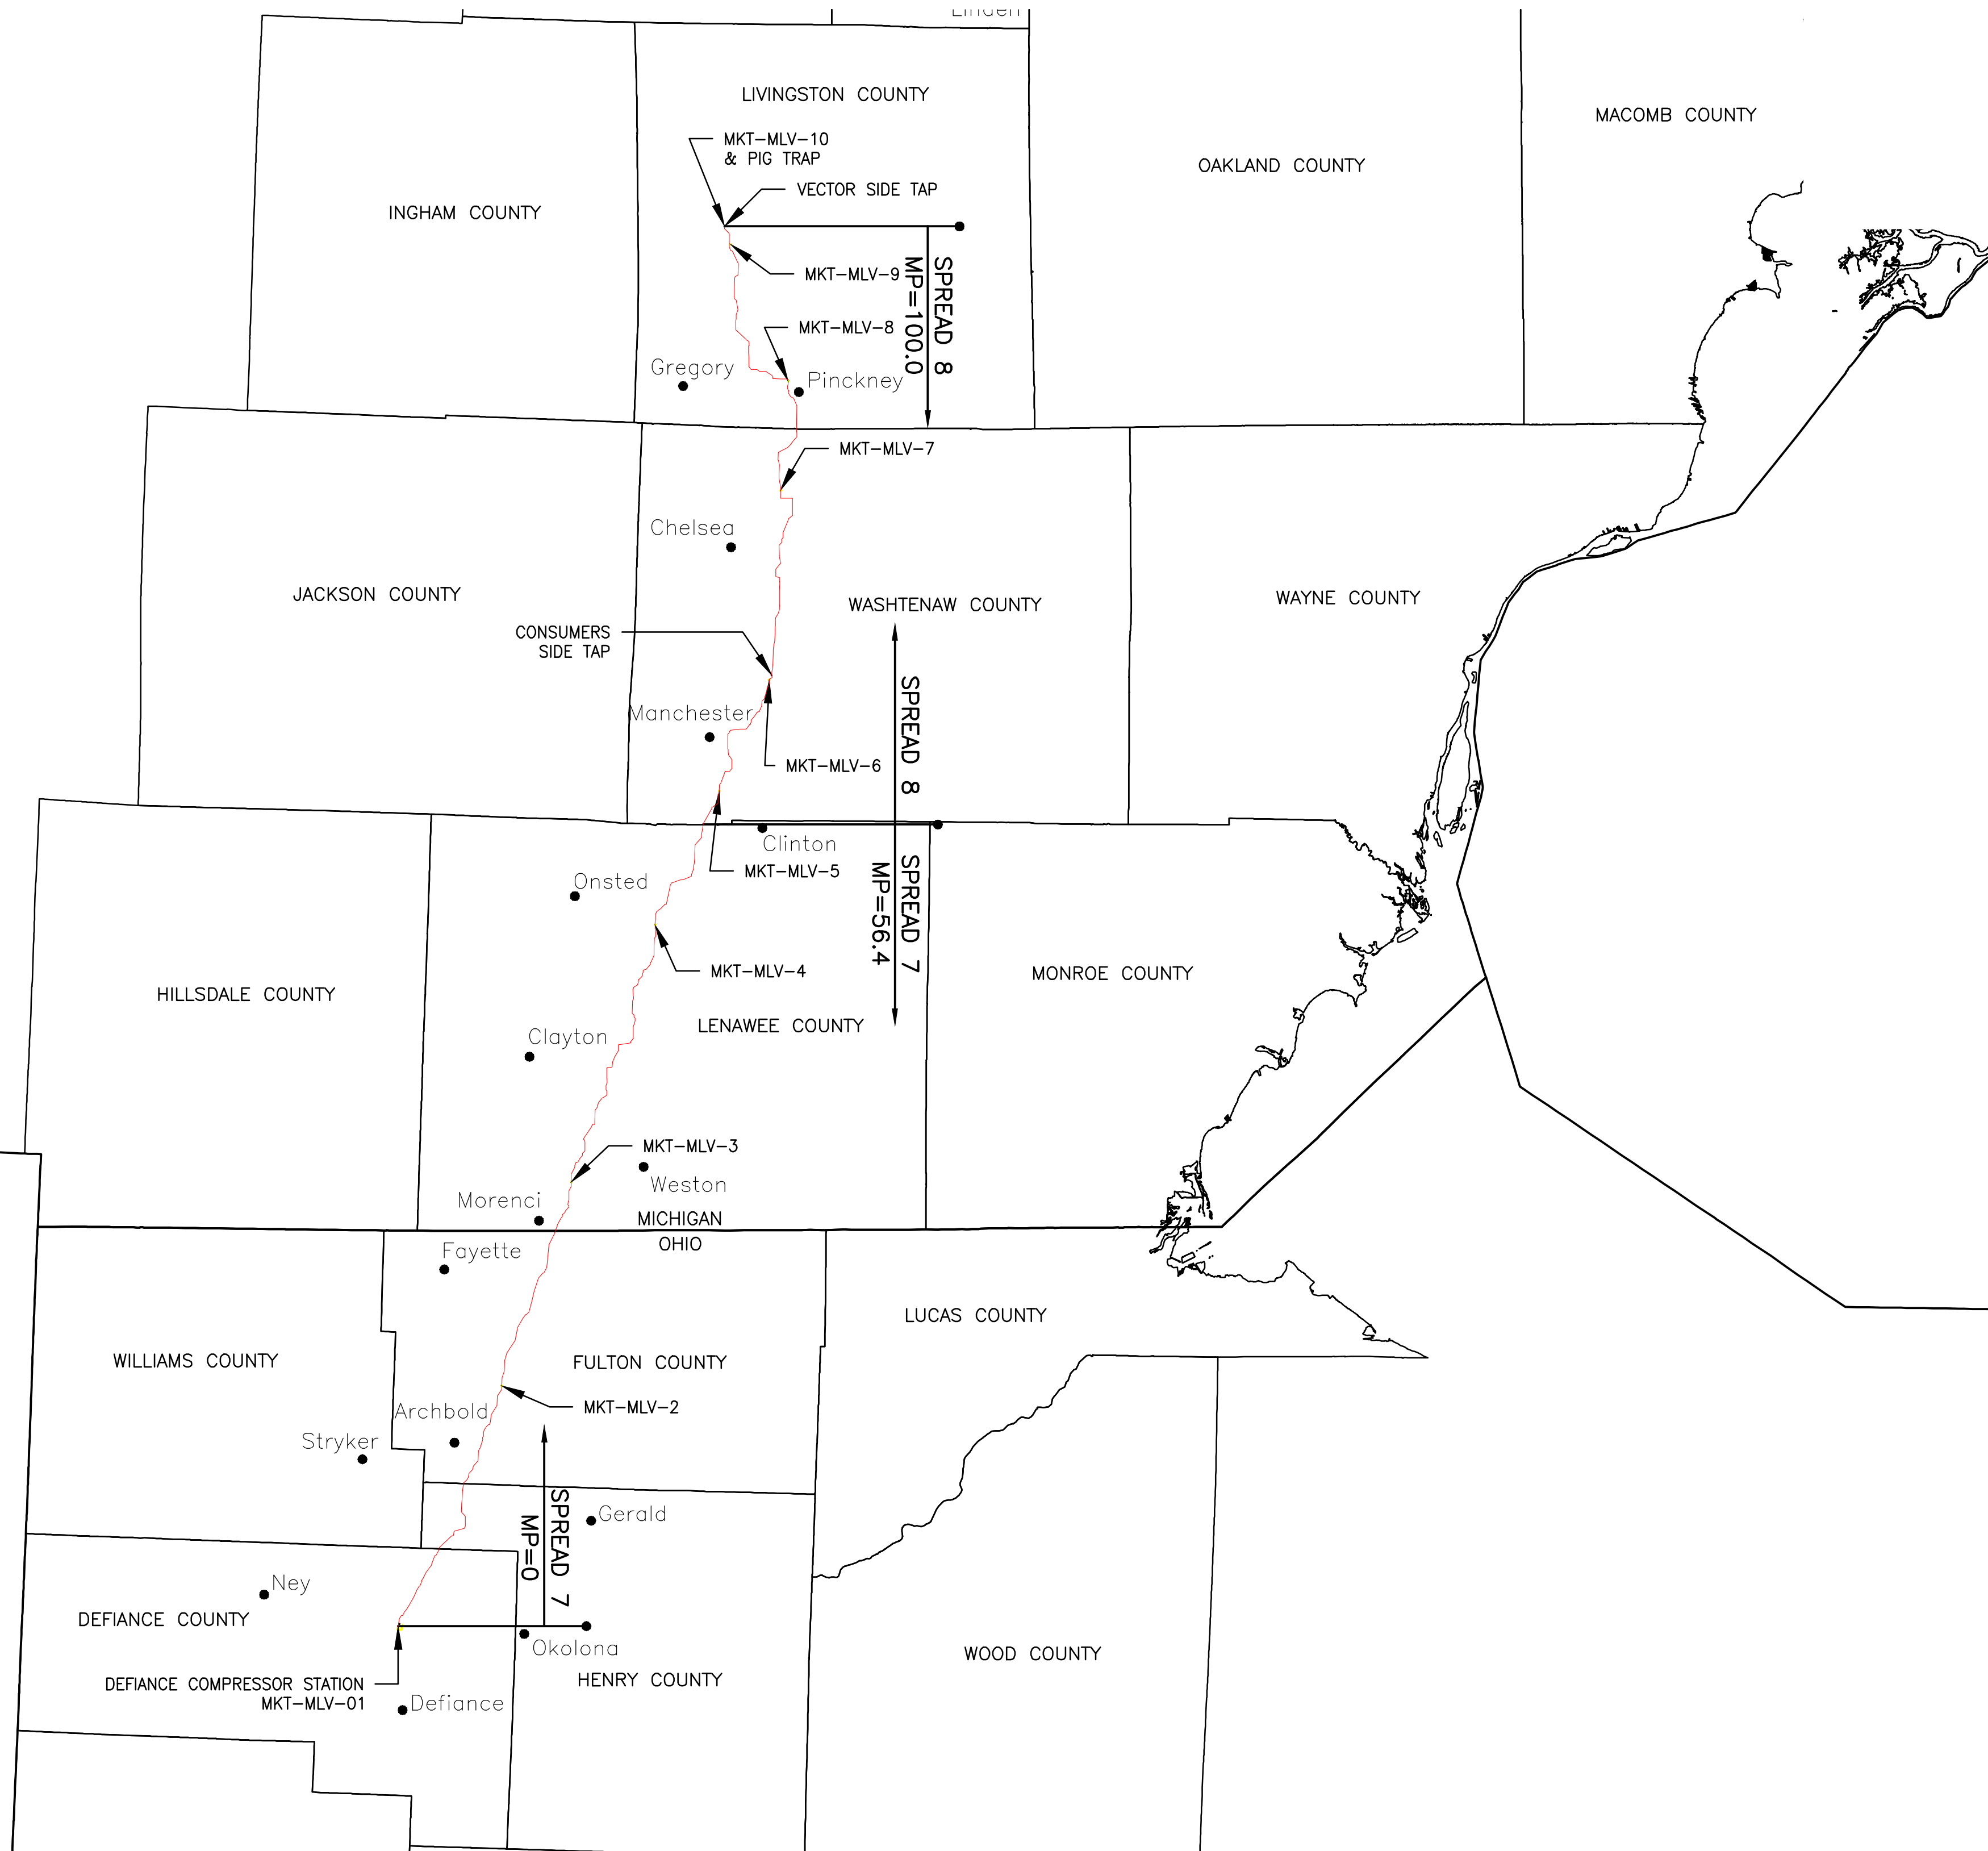 Linden
LIVINGSTON COUNTY
MACOMB COUNTY
MKT-MLV-10
& PIG TRAP
OAKLAND COUNTY
VECTOR SIDE TAP
INGHAM COUNTY
MKT-MLV-9
SPREAD 8
MP=100.0
MKT-MLV-8
Gregory
Pinckney
MKT-MLV-7
Chelsea
JACKSON COUNTY
WASHTENAW COUNTY
WAYNE COUNTY
CONSUMERS
SIDE TAP
SPREAD 8
Manchester
MKT-MLV-6
Clinton
MKT-MLV-5
SPREAD 7
MP=56.4
Onsted
MKT-MLV-4
MONROE COUNTY
HILLSDALE COUNTY
LENAWEE COUNTY
Clayton
MKT-MLV-3
Weston
Morenci
MICHIGAN
OHIO
Fayette
LUCAS COUNTY
WILLIAMS COUNTY
FULTON COUNTY
MKT-MLV-2
Archbold
Stryker
SPREAD 7
MP=0
Gerald
Ney
DEFIANCE COUNTY
Okolona
WOOD COUNTY
HENRY COUNTY
DEFIANCE COMPRESSOR STATION
MKT-MLV-01
Defiance